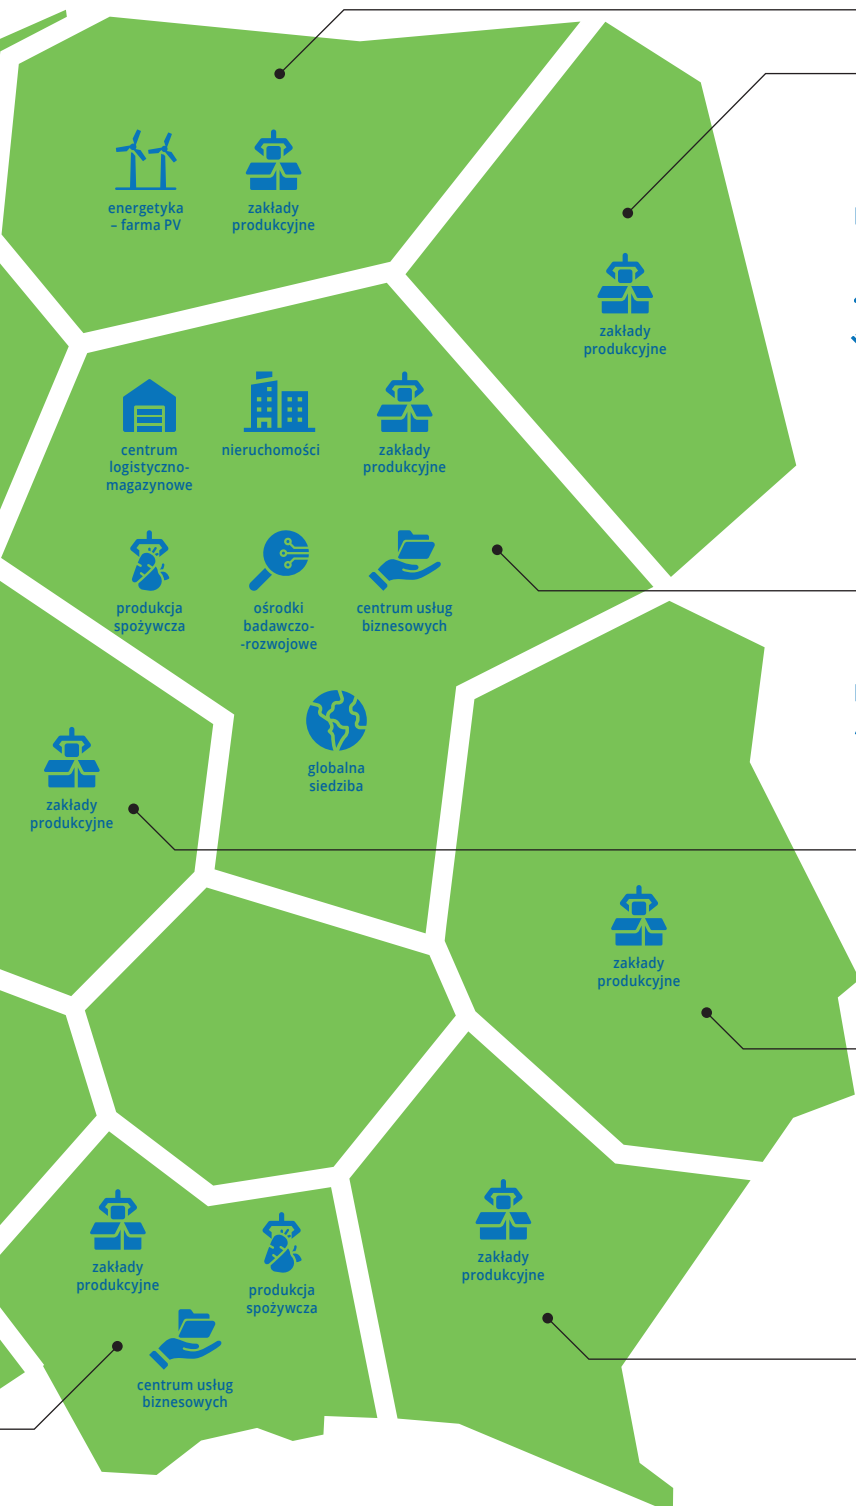 energetyka
– farma PV
zakłady
produkcyjne
zakłady
produkcyjne
centrum
logistyczno-
magazynowe
nieruchomości
zakłady
produkcyjne
produkcja
spożywcza
ośrodki
badawczo-
-rozwojowe
centrum usług
biznesowych
globalna
siedziba
zakłady
produkcyjne
zakłady
produkcyjne
zakłady
produkcyjne
zakłady
produkcyjne
produkcja
spożywcza
centrum usług
biznesowych